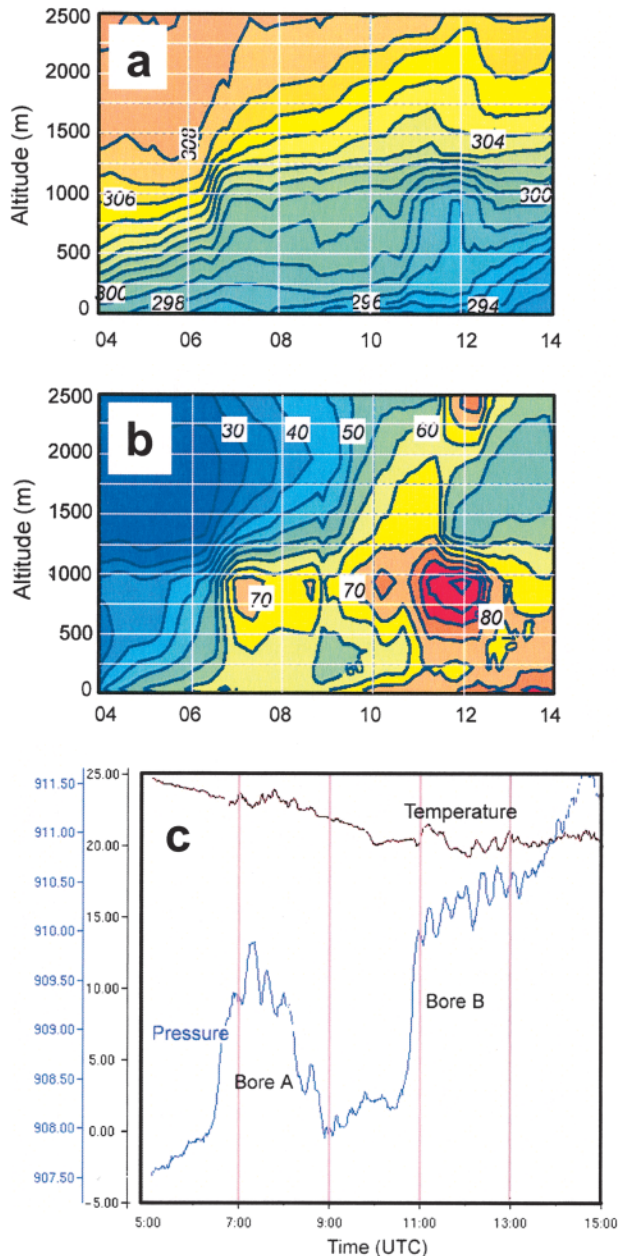 a
2500
2000
1500
1000
500
0
Altitude (m)
308
306
304
300
300
298
296
294
04 06 08 10 12 14
b
2500
2000
1500
1000
500
0
Altitude (m)
30 40 50 60
70 70 80
60
70
04 06 08 10 12 14
c
911.50
911.00
910.50
910.00
909.50
909.00
908.50
908.00
907.50
25.00
20.00
15.00
10.00
5.00
0.00
-5.00
Temperature
Pressure
Bore A
Bore B
5:00 7:00 9:00 11:00 13:00 15:00
Time (UTC)